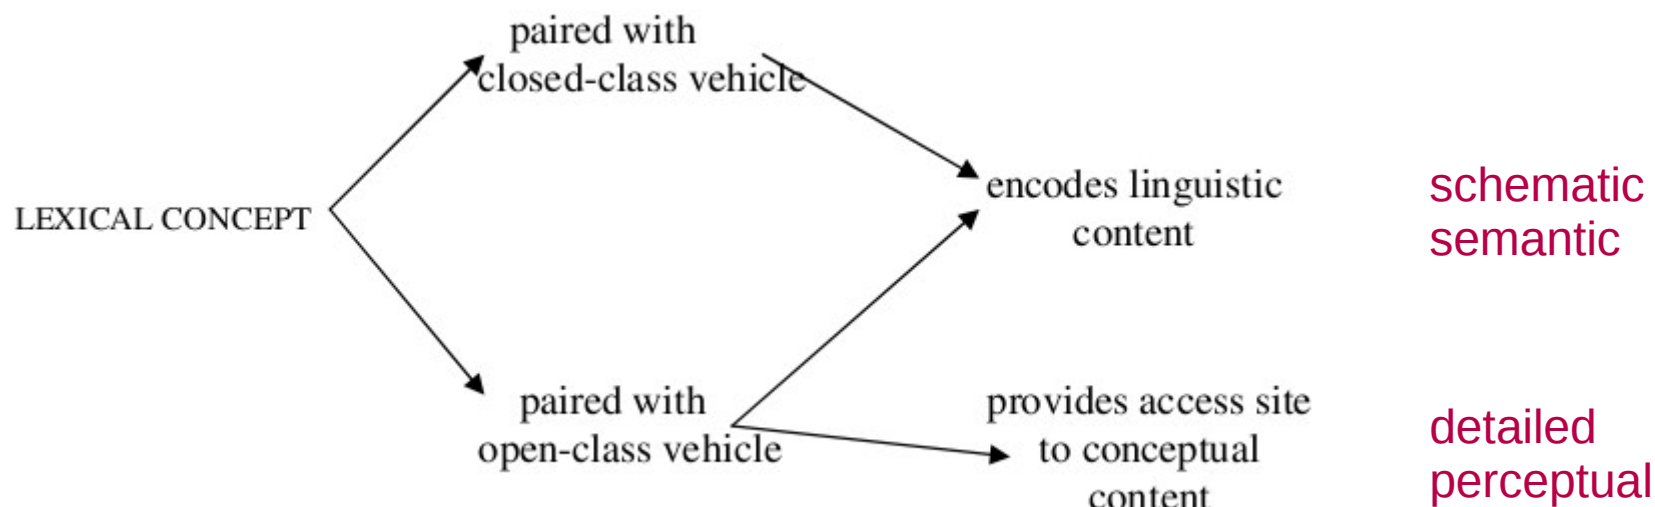 paired with
closed-class vehicle
LEXICAL CONCEPT
encodes linguistic
content
schematic
semantic
paired with
open-class vehicle
provides access site
to conceptual
content
detailed
perceptual